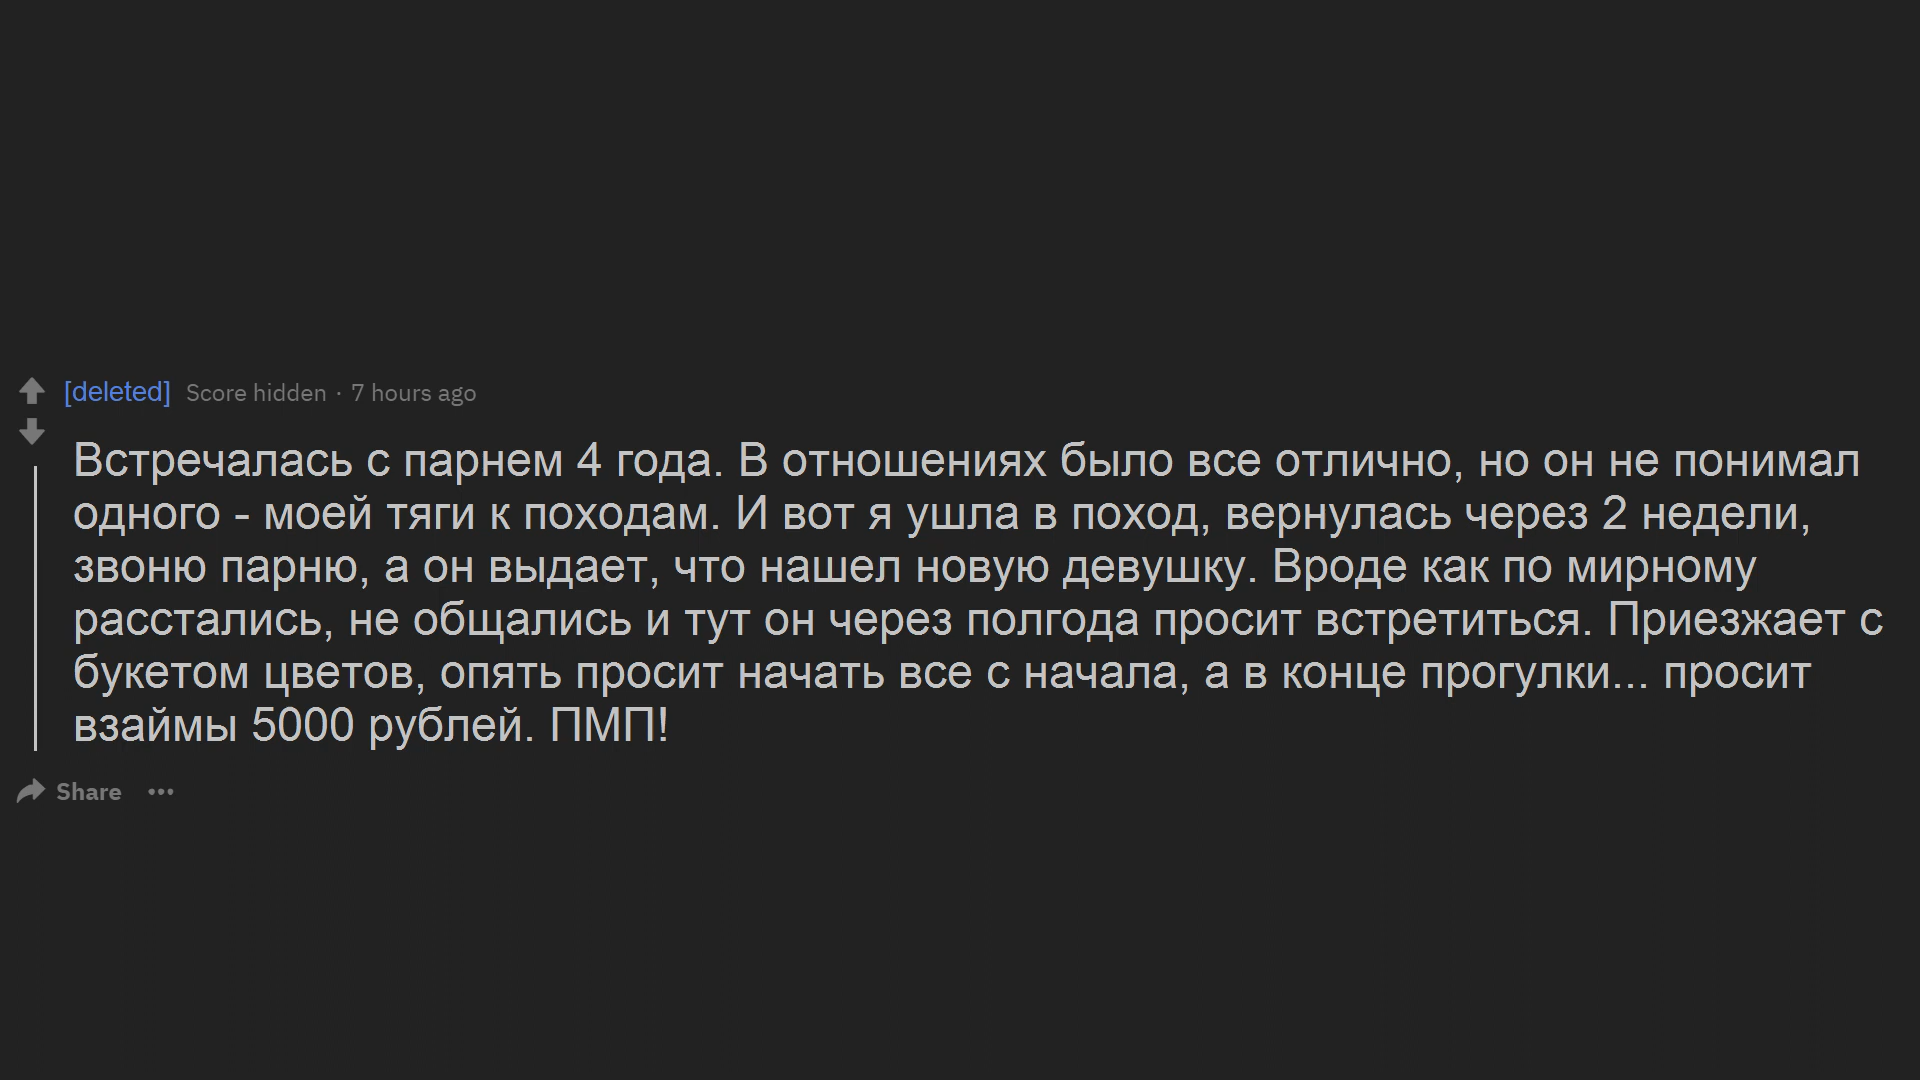 [deleted] Score hidden · 7 hours ago
Встречалась с парнем 4 года. В отношениях было все отлично, но он не понимал
одного - моей тяги к походам. И вот я ушла в поход, вернулась через 2 недели,
звоню парню, а он выдает, что нашел новую девушку. Вроде как по мирному
расстались, не общались и тут он через полгода просит встретиться. Приезжает с
букетом цветов, опять просит начать все с начала, а в конце прогулки... просит
взаймы 5000 рублей. ПМП!
Share ...